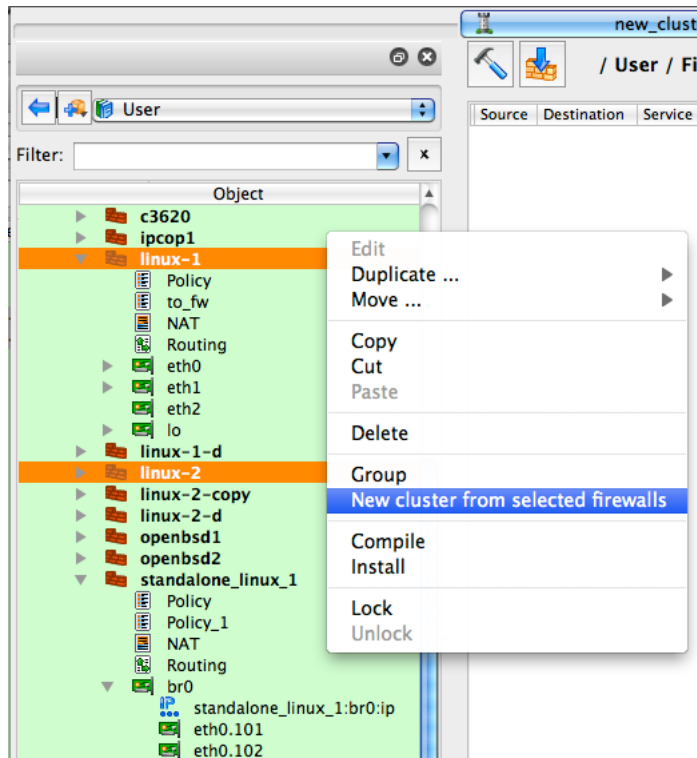 new_clust
/ User / Fi
User
Source Destination Service
Filter:
x
Object
c3620
ipcop1
linux-1
Policy
to_fw
NAT
Routing
eth0
eth1
eth2
lo
linux-1-d
linux-2
linux-2-copy
linux-2-d
openbsd1
openbsd2
standalone_linux_1
Policy
Policy_1
NAT
Routing
br0
IP standalone_linux_1:br0:ip
eth0.101
eth0.102
Edit
Duplicate ...
Move ...
Copy
Cut
Paste
Delete
Group
New cluster from selected firewalls
Compile
Install
Lock
Unlock